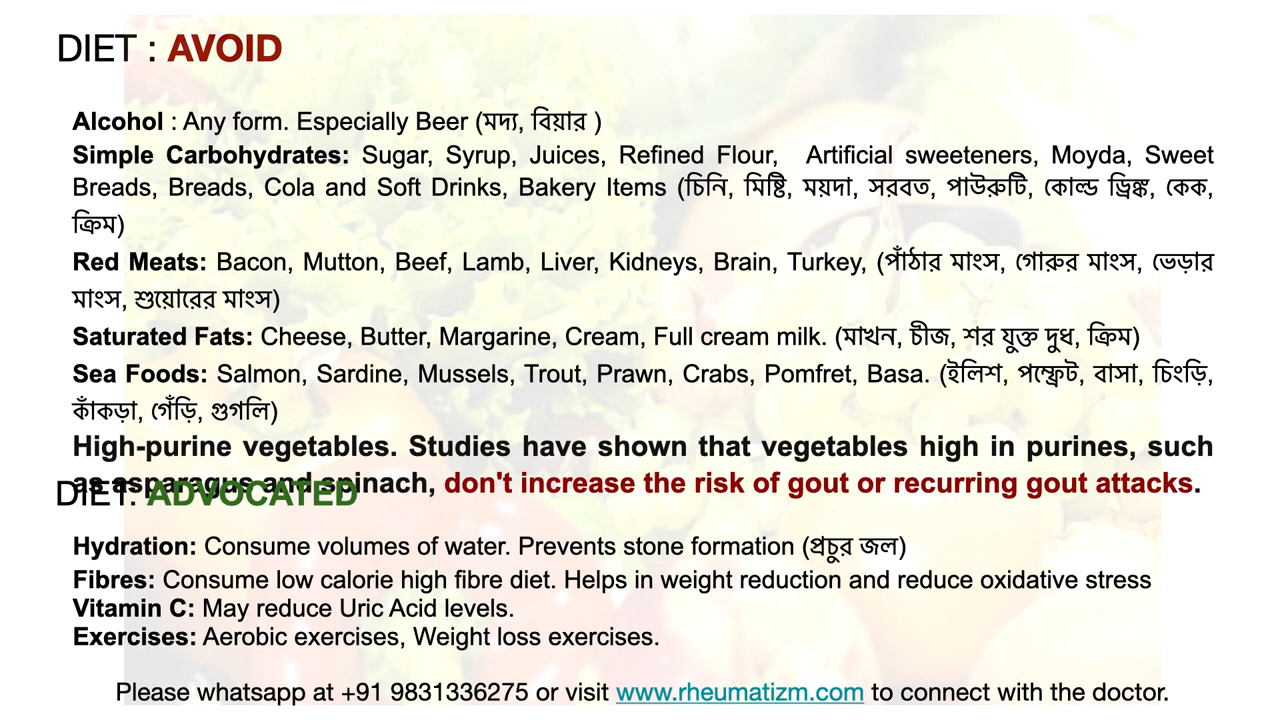 DIET : AVOID
Alcohol : Any form. Especially Beer (মদ্য, বিয়ার )
Simple Carbohydrates: Sugar, Syrup, Juices, Refined Flour, Artificial sweeteners, Moyda, Sweet
Breads, Breads, Cola and Soft Drinks, Bakery Items (চিনি, মিষ্টি, ময়দা, সরবত, পাউরুটি, কোল্ড ড্রিঙ্ক, কেক,
ক্রিম)
Red Meats: Bacon, Mutton, Beef, Lamb, Liver, Kidneys, Brain, Turkey, (পাঁঠার মাংস, গোরুর মাংস, ভেড়ার
মাংস, শুয়োরের মাংস)
Saturated Fats: Cheese, Butter, Margarine, Cream, Full cream milk. (মাখন, চীজ, শর যুক্ত দুধ, ক্রিম)
Sea Foods: Salmon, Sardine, Mussels, Trout, Prawn, Crabs, Pomfret, Basa. (ইলিশ, পম্ফ্রেট, বাসা, চিংড়ি,
কাঁকড়া, গেঁড়ি, গুগলি)
High-purine vegetables. Studies have shown that vegetables high in purines, such
as asparagus and spinach, don't increase the risk of gout or recurring gout attacks.
DIET: ADVOCATED
Hydration: Consume volumes of water. Prevents stone formation (প্রচুর জল)
Fibres: Consume low calorie high fibre diet. Helps in weight reduction and reduce oxidative stress
Vitamin C: May reduce Uric Acid levels.
Exercises: Aerobic exercises, Weight loss exercises.
Please whatsapp at +91 9831336275 or visit www.rheumatizm.com to connect with the doctor.